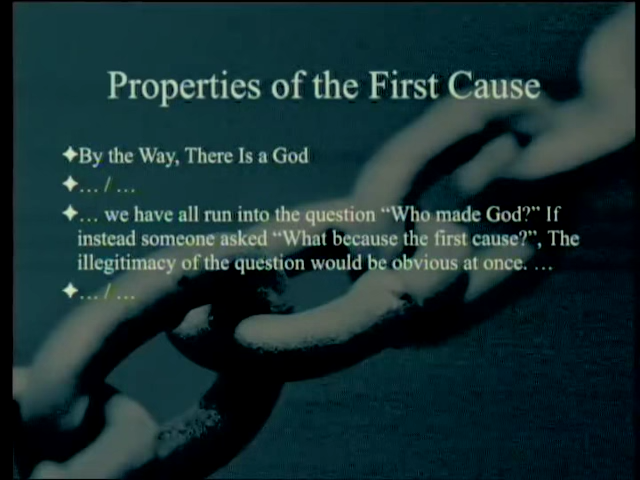 Properties of the First Cause
By the Way, There Is a God
… / …
… we have all run into the question “Who made God?” If
instead someone asked “What because the first cause?”, The
illegitimacy of the question would be obvious at once. …
… / …